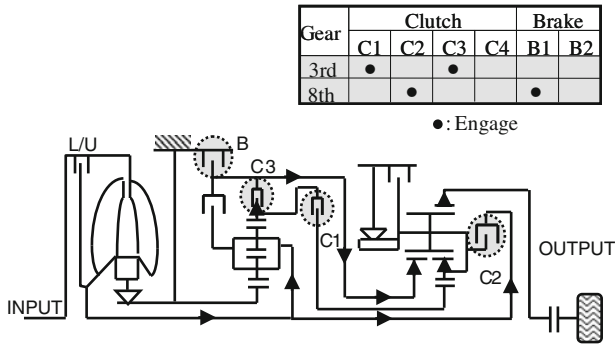 Gear Clutch Brake
C1 C2 C3 C4 B1 B2
3rd ● ●
8th ● ●
●: Engage
L/U
B
C3
C1
C2
OUTPUT
INPUT